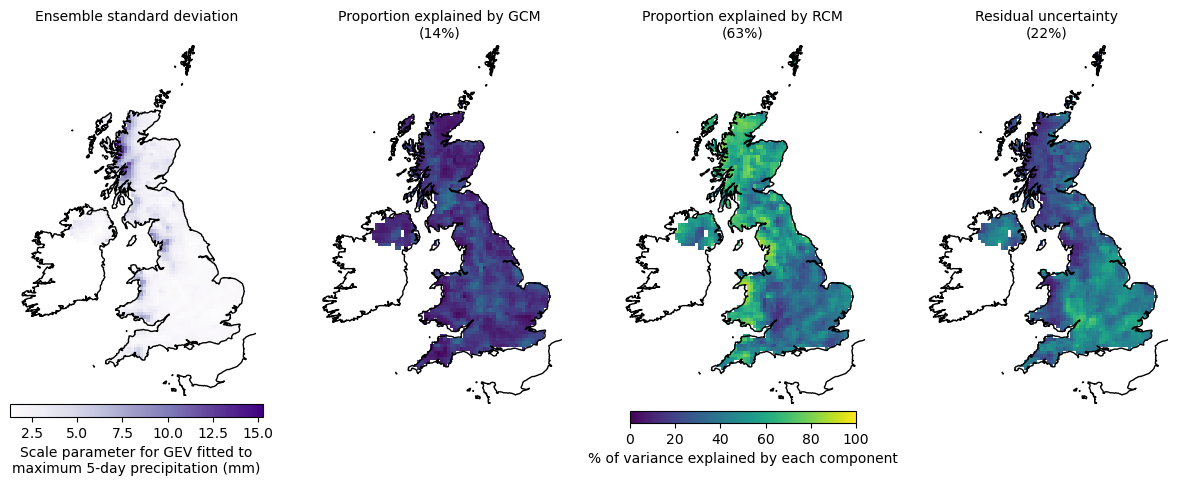 Ensemble standard deviation
Proportion explained by GCM
(14%)
Proportion explained by RCM
(63%)
Residual uncertainty
(22%)
2.5 5.0 7.5 10.0 12.5 15.0
Scale parameter for GEV fitted to
maximum 5-day precipitation (mm)
0 20 40 60 80 100
% of variance explained by each component